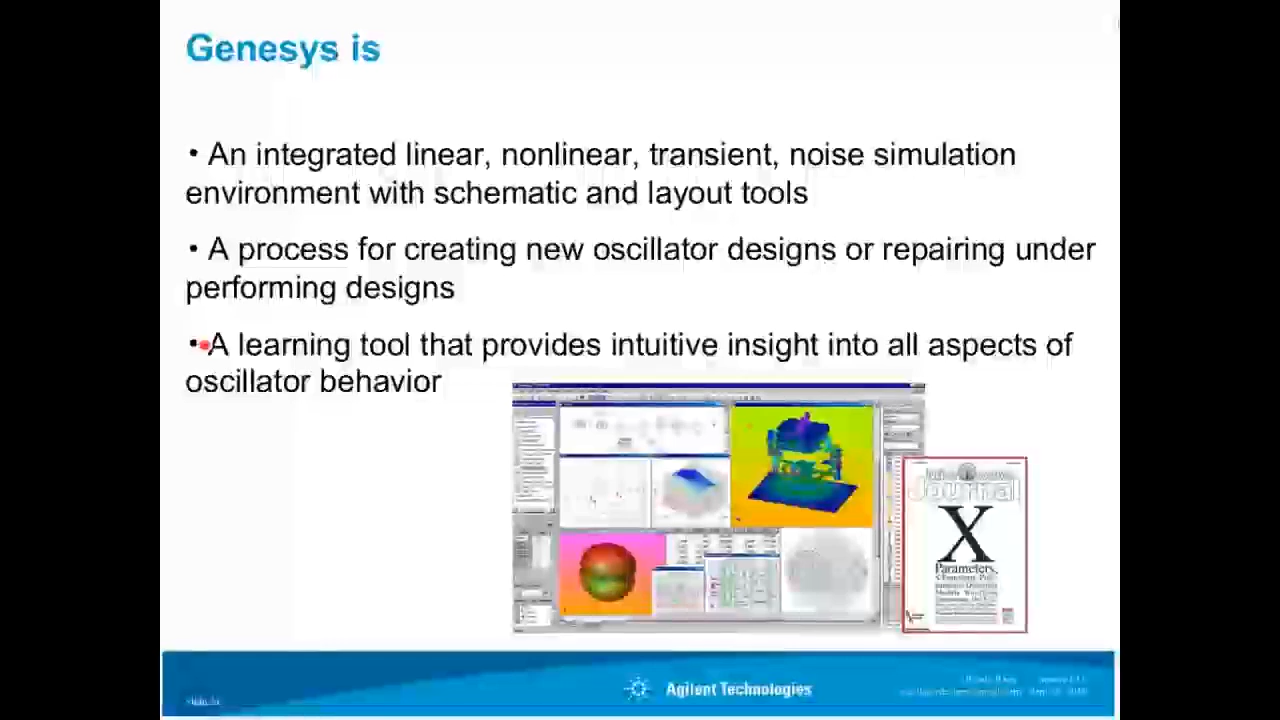 Genesys is
• An integrated linear, nonlinear, transient, noise simulation
environment with schematic and layout tools
• A process for creating new oscillator designs or repairing under
performing designs
• A learning tool that provides intuitive insight into all aspects of
oscillator behavior
Journal
X
Parameters
Agilent Technologies